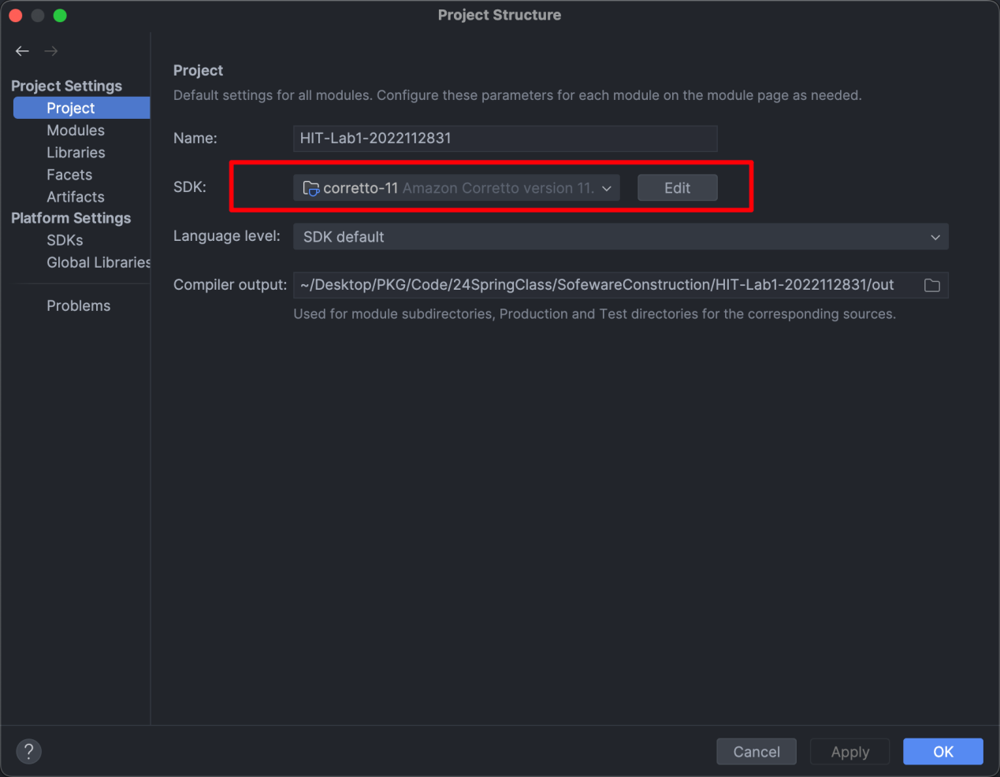 Project Structure
Project Settings
Project
Modules
Libraries
Facets
Artifacts
Platform Settings
SDKs
Global Libraries
Problems
Project
Default settings for all modules. Configure these parameters for each module on the module page as needed.
Name: HIT-Lab1-2022112831
SDK: corretto-11 Amazon Corretto version 11. Edit
Language level: SDK default
Compiler output: ~/Desktop/PKG/Code/24SpringClass/SofewareConstruction/HIT-Lab1-2022112831/out
Used for module subdirectories, Production and Test directories for the corresponding sources.
? Cancel Apply OK